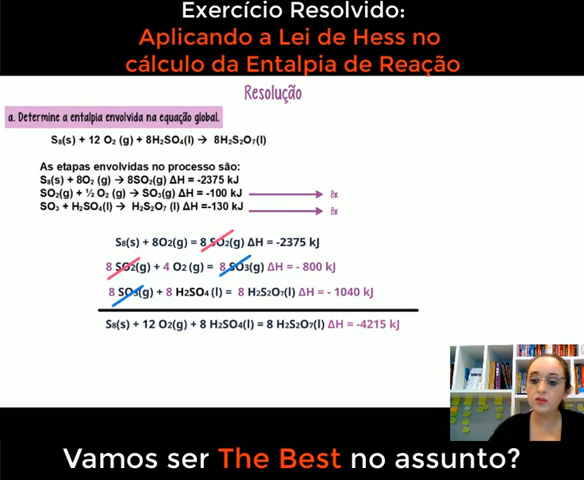 Exercício Resolvido:
Aplicando a Lei de Hess no
cálculo da Entalpia de Reação
Resolução
a. Determine a entalpia envolvida na equação global.
S₈(s) + 12 O₂ (g) + 8H₂SO₄(l) → 8H₂S₂O₇(l)
As etapas envolvidas no processo são:
S₈(s) + 8O₂ (g) → 8SO₂(g) ΔH = -2375 kJ
SO₂(g) + ½ O₂ (g) → SO₃(g) ΔH = -100 kJ 8x
SO₃ + H₂SO₄(l) → H₂S₂O₇ (l) ΔH =-130 kJ 8x
S₈(s) + 8O₂(g) = 8 SO₂(g) ΔH = -2375 kJ
8 SO₂(g) + 4 O₂ (g) = 8 SO₃(g) ΔH = - 800 kJ
8 SO₃(g) + 8 H₂SO₄ (l) = 8 H₂S₂O₇(l) ΔH = - 1040 kJ
S₈(s) + 12 O₂(g) + 8 H₂SO₄(l) = 8 H₂S₂O₇(l) ΔH = -4215 kJ
Vamos ser The Best no assunto?